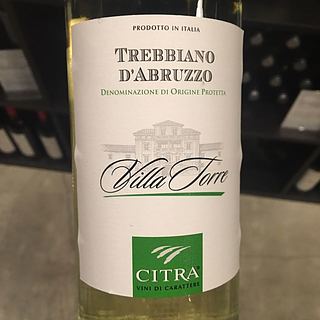 PRODOTTO IN ITALIA
TREBBIANO
D'ABRUZZO
DENOMINAZIONE DI ORIGINE PROTETTA
Villa Torre
CITRA
VINI DI CARATTERE